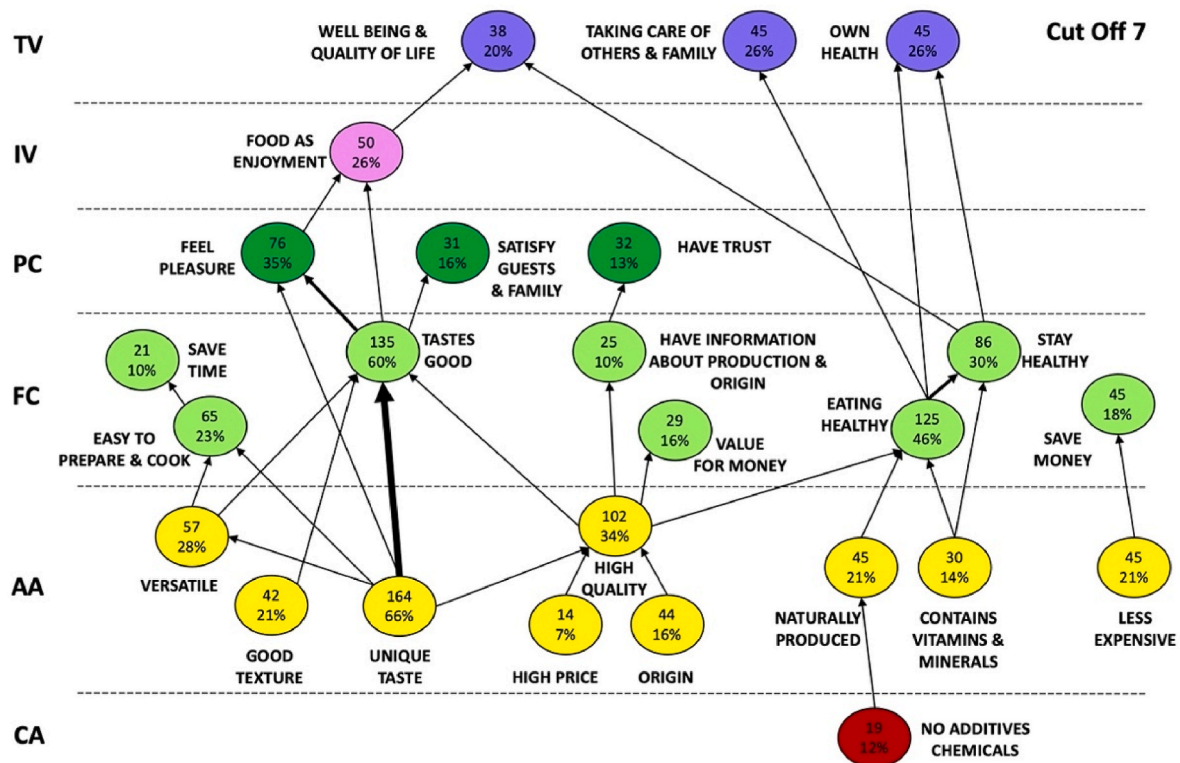 TV
WELL BEING &
QUALITY OF LIFE
38
20%
TAKING CARE OF
OTHERS & FAMILY
45
26%
OWN
HEALTH
45
26%
Cut Off 7
IV
FOOD AS
ENJOYMENT
50
26%
PC
FEEL
PLEASURE
76
35%
31
16%
SATISFY
GUESTS
& FAMILY
32
13%
HAVE TRUST
FC
21
10%
SAVE
TIME
135
60%
TASTES
GOOD
25
10%
HAVE INFORMATION
ABOUT PRODUCTION &
ORIGIN
86
30%
STAY
HEALTHY
65
23%
EASY TO
PREPARE & COOK
29
16%
VALUE
FOR MONEY
EATING
HEALTHY
125
46%
45
18%
SAVE
MONEY
AA
57
28%
VERSATILE
42
21%
GOOD
TEXTURE
164
66%
UNIQUE
TASTE
102
34%
HIGH
QUALITY
14
7%
HIGH PRICE
44
16%
ORIGIN
45
21%
NATURALLY
PRODUCED
30
14%
CONTAINS
VITAMINS &
MINERALS
45
21%
LESS
EXPENSIVE
CA
19
12%
NO ADDITIVES
CHEMICALS